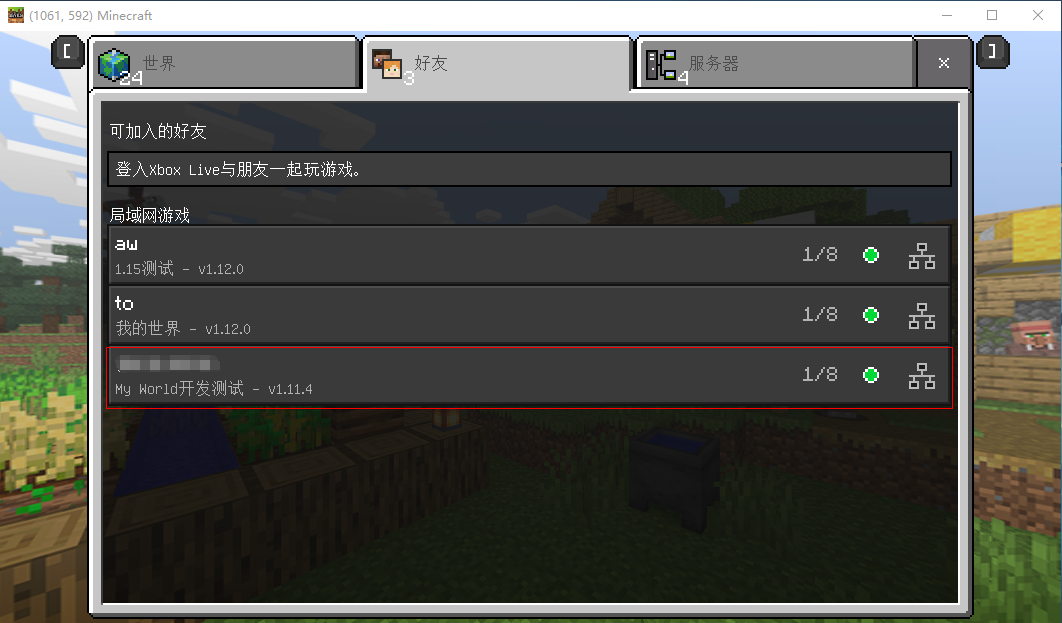 (1061, 592) Minecraft
[
世界
24
好友
3
服务器
4
]
可加入的好友
登入Xbox Live与朋友一起玩游戏。
局域网游戏
aw
1/8
1.15测试 - v1.12.0
to
1/8
我的世界 - v1.12.0
1/8
My World开发测试 - v1.11.4